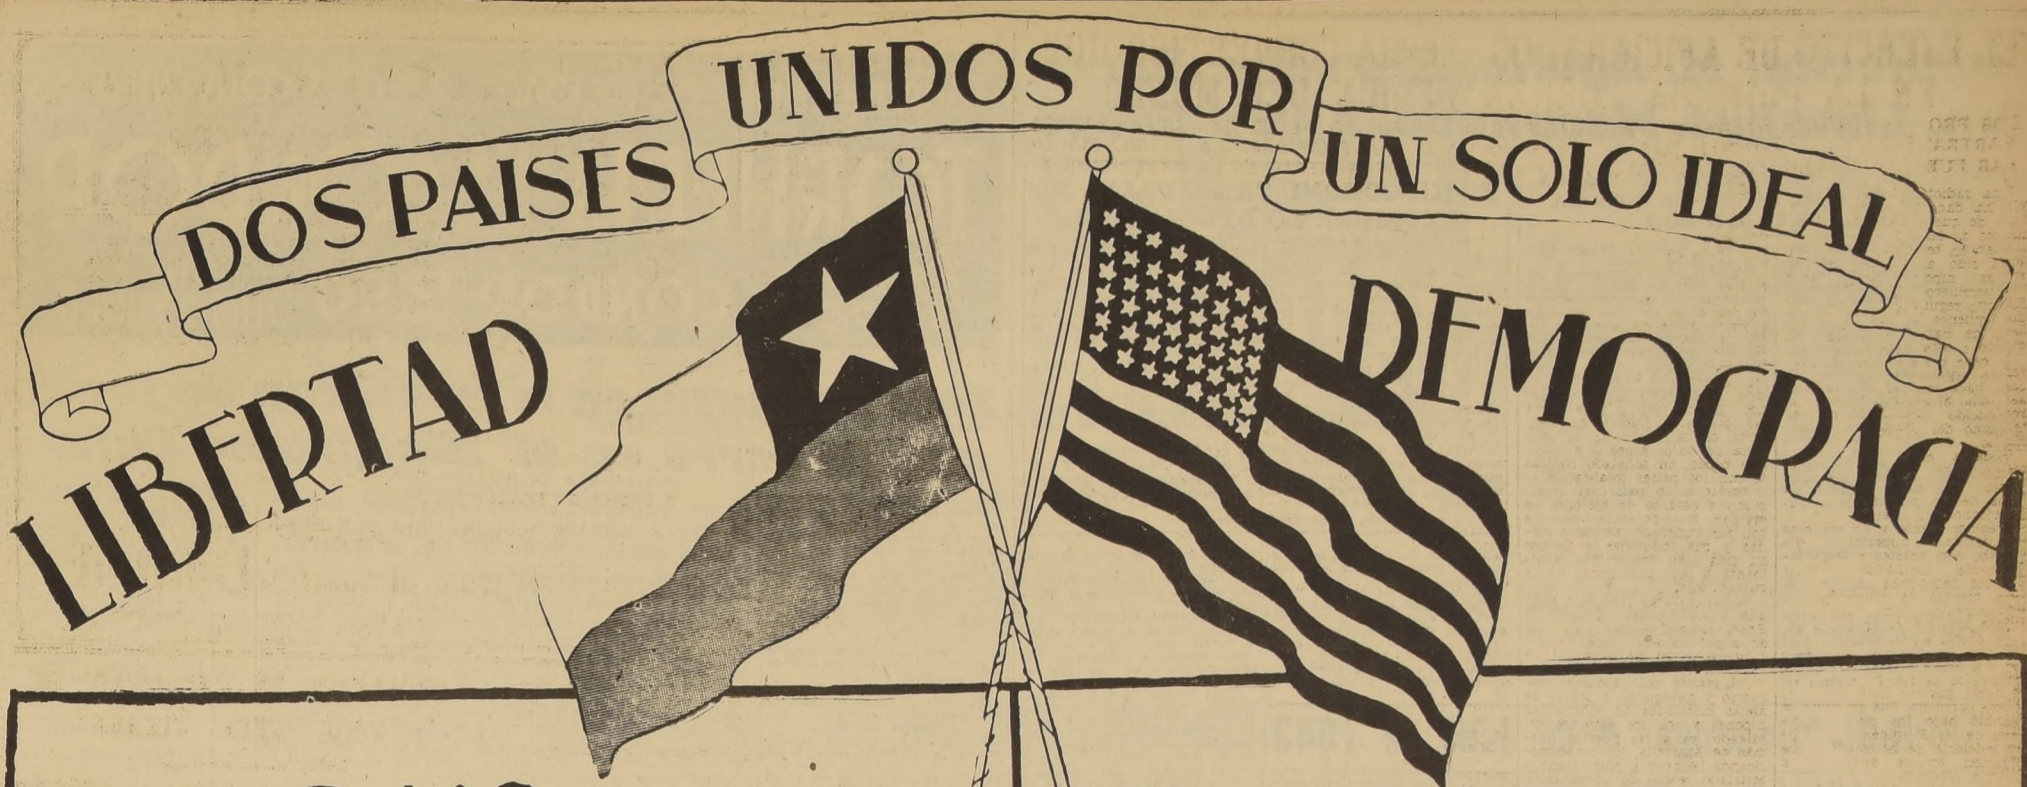 DOS PAISES UNIDOS POR UN SOLO IDEAL
LIBERTAD DEMOCRACIA